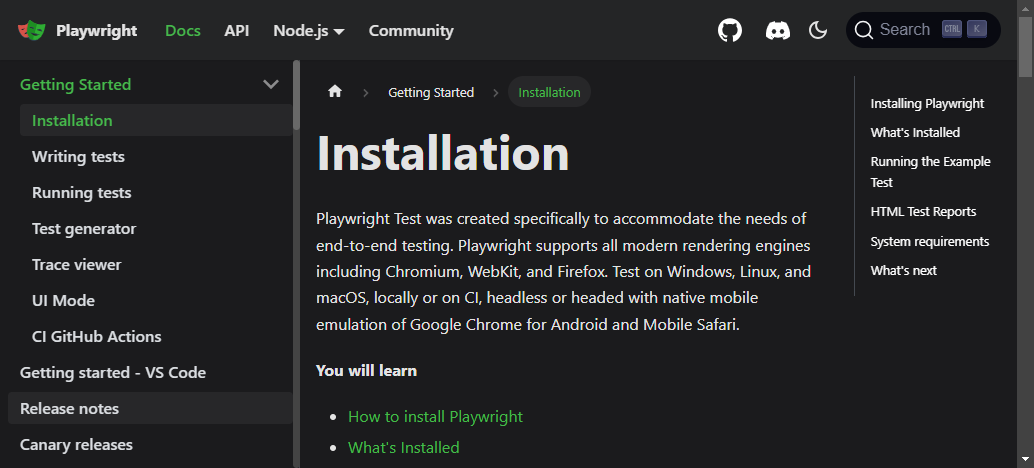 Playwright
Docs
API
Node.js
Community
Search
CTRL
K
Getting Started
Installation
Writing tests
Running tests
Test generator
Trace viewer
UI Mode
CI GitHub Actions
Getting started - VS Code
Release notes
Canary releases
Getting Started
Installation
Installation
Playwright Test was created specifically to accommodate the needs of
end-to-end testing. Playwright supports all modern rendering engines
including Chromium, WebKit, and Firefox. Test on Windows, Linux, and
macOS, locally or on CI, headless or headed with native mobile
emulation of Google Chrome for Android and Mobile Safari.
You will learn
How to install Playwright
What's Installed
Installing Playwright
What's Installed
Running the Example
Test
HTML Test Reports
System requirements
What's next